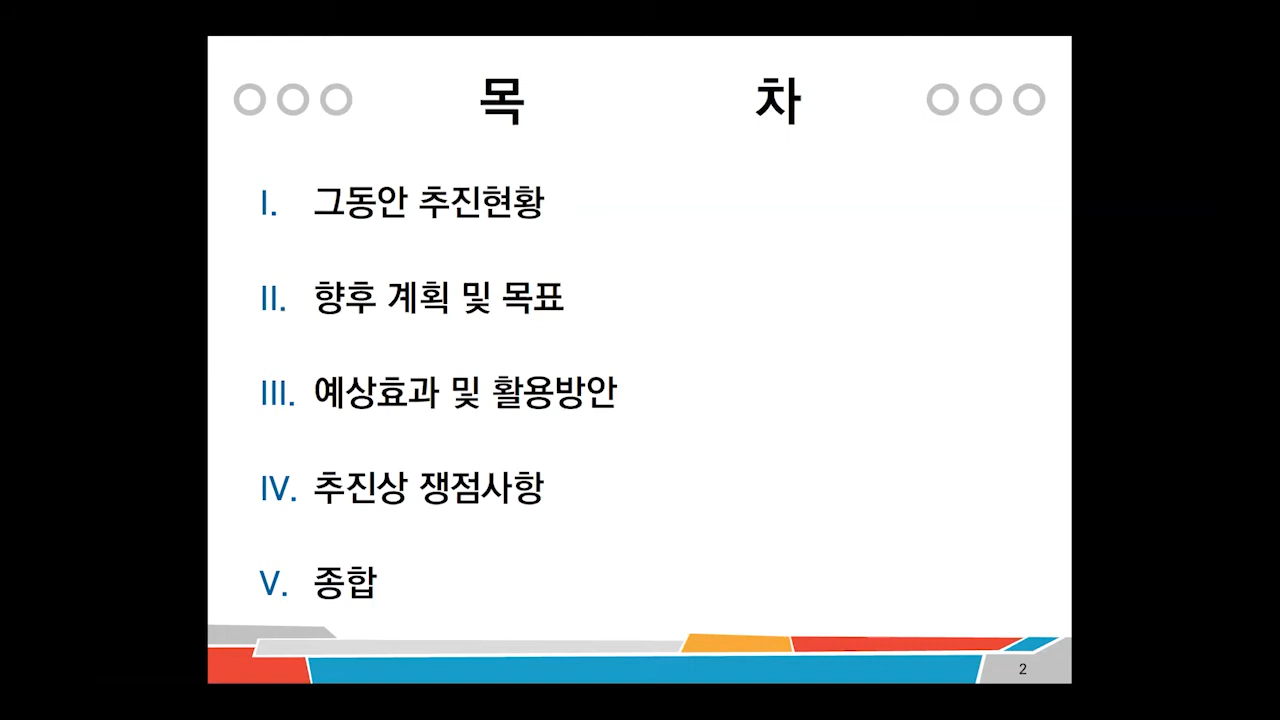 목 차
I. 그동안 추진현황
II. 향후 계획 및 목표
III. 예상효과 및 활용방안
IV. 추진상 쟁점사항
V. 종합
2